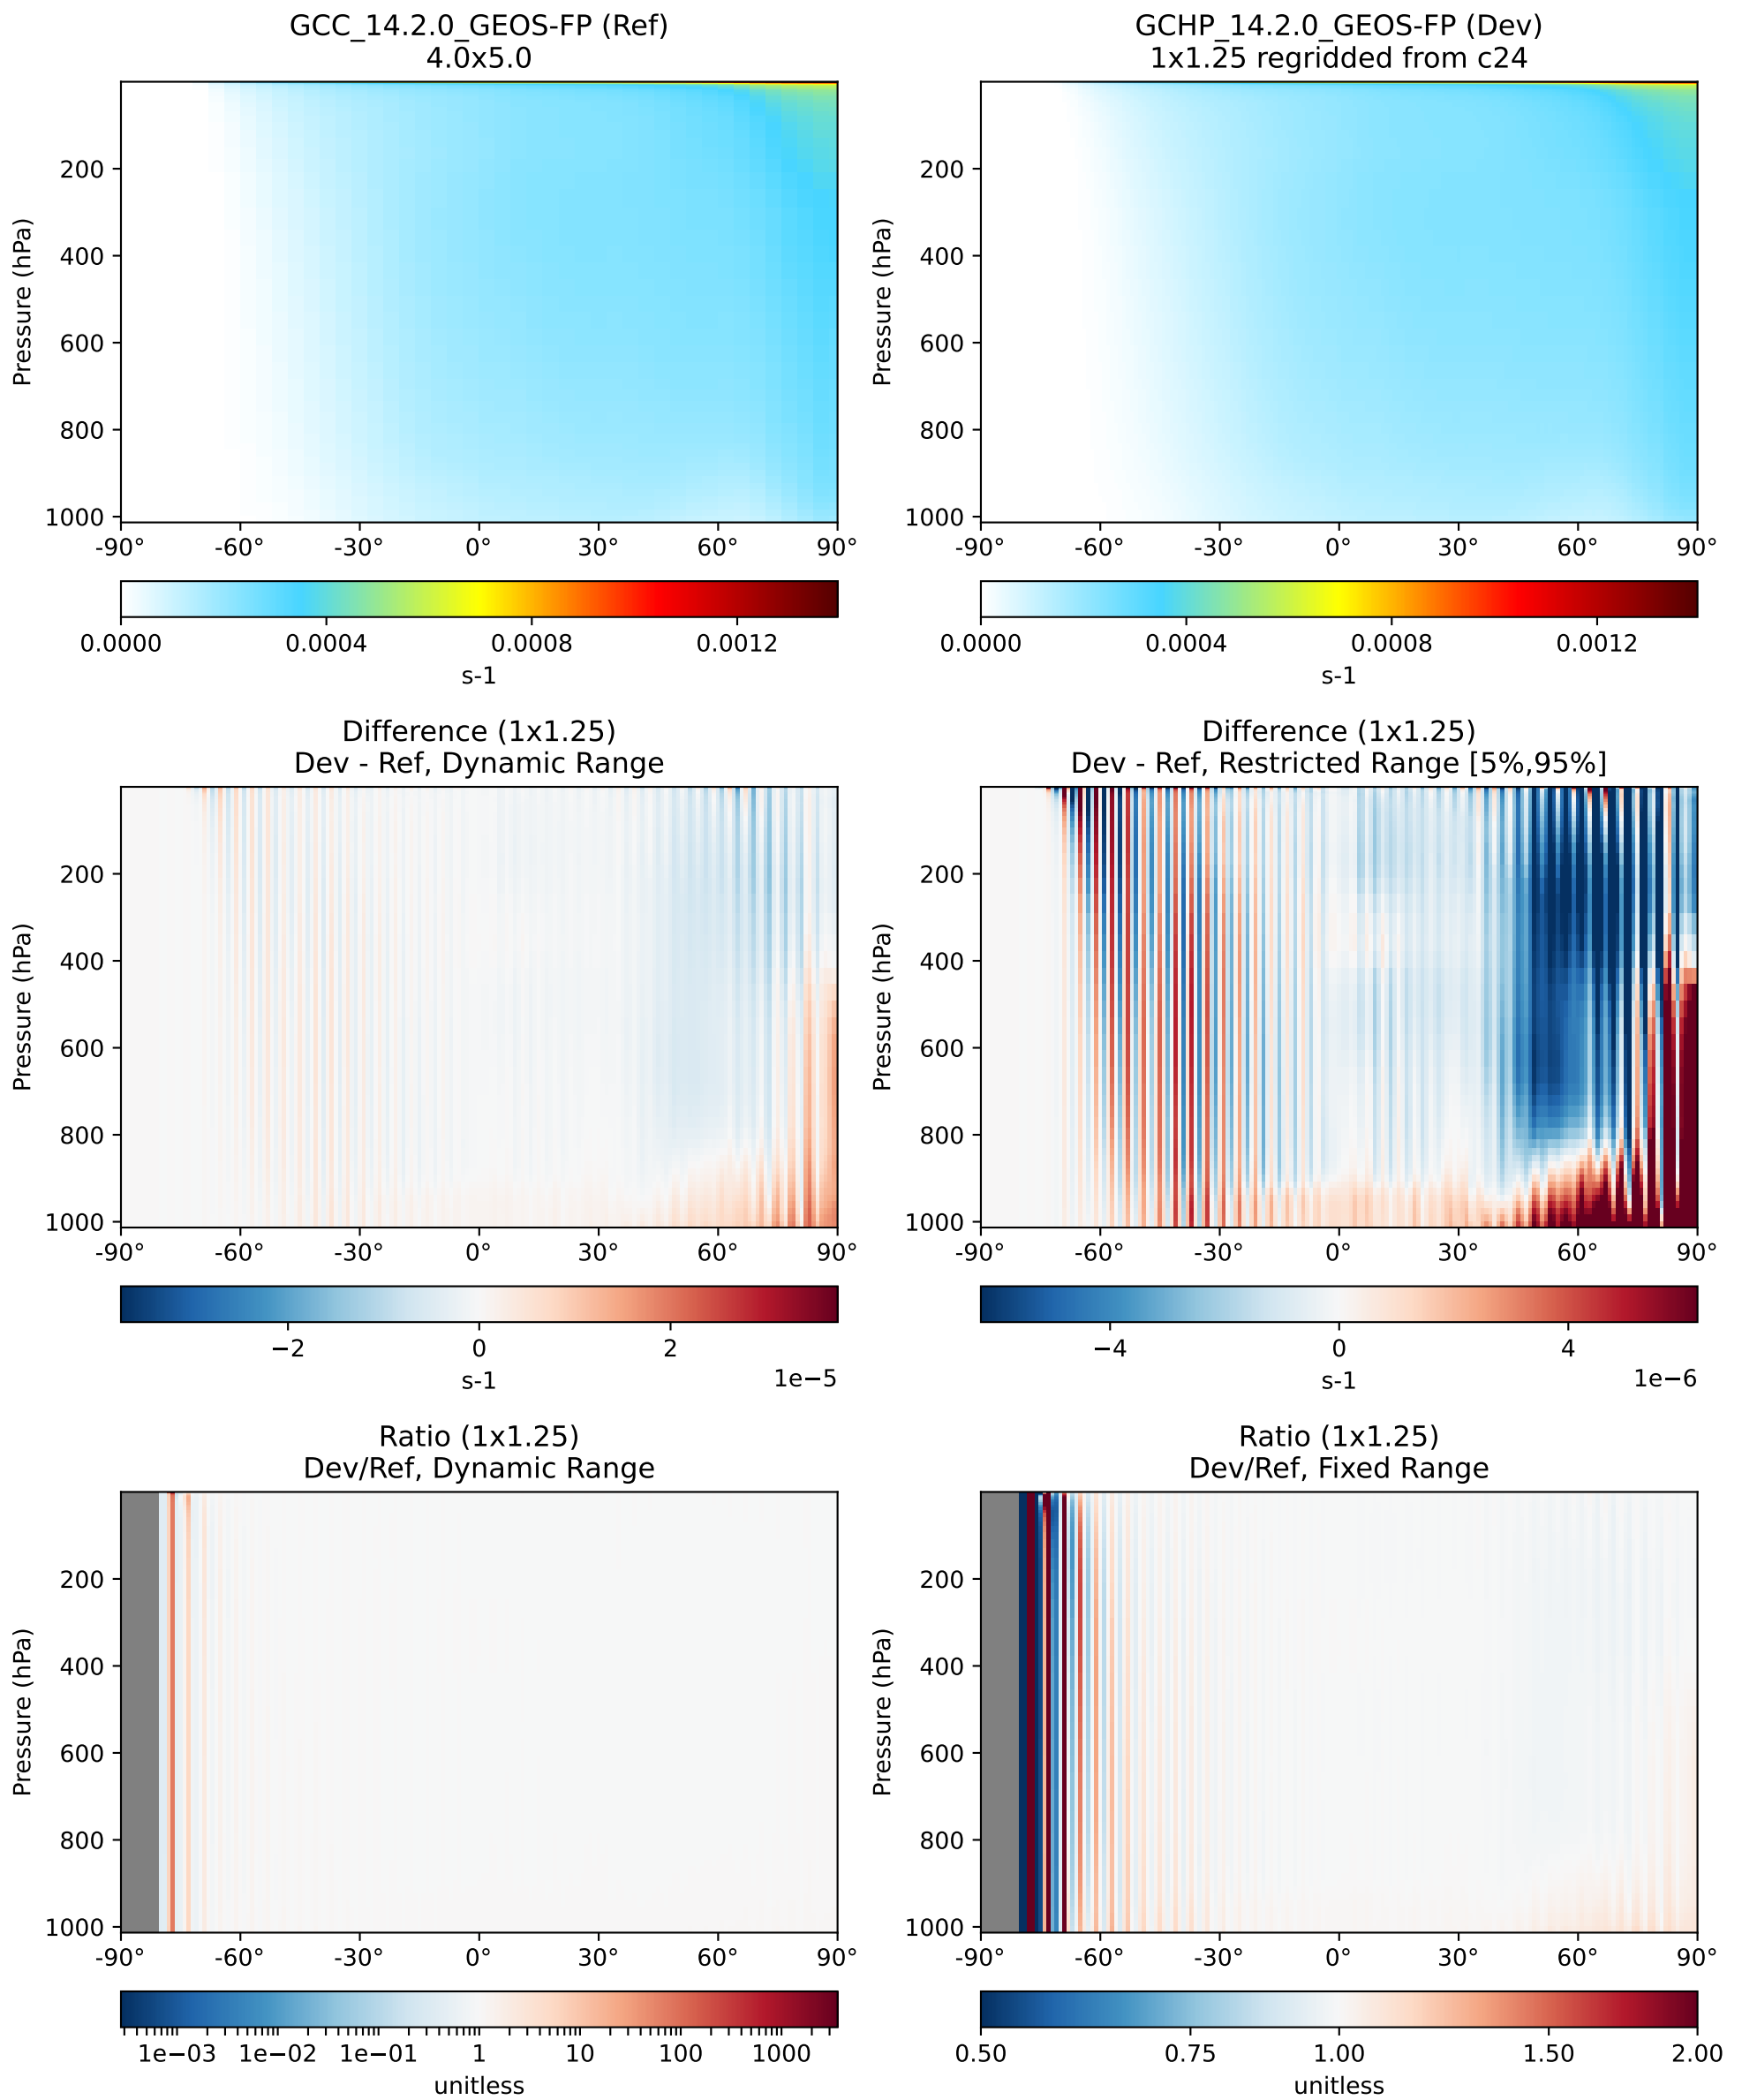 GCC_14.2.0_GEOS-FP (Ref)
4.0x5.0
Pressure (hPa)
200
400
600
800
1000
-90° -60° -30° 0° 30° 60° 90°
0.0000 0.0004 0.0008 0.0012
s-1
GCHP_14.2.0_GEOS-FP (Dev)
1x1.25 regridded from c24
Pressure (hPa)
200
400
600
800
1000
-90° -60° -30° 0° 30° 60° 90°
0.0000 0.0004 0.0008 0.0012
s-1
Difference (1x1.25)
Dev - Ref, Dynamic Range
Pressure (hPa)
200
400
600
800
1000
-90° -60° -30° 0° 30° 60° 90°
−2 0 2
s-1
1e−5
Difference (1x1.25)
Dev - Ref, Restricted Range [5%,95%]
Pressure (hPa)
200
400
600
800
1000
-90° -60° -30° 0° 30° 60° 90°
−4 0 4
s-1
1e−6
Ratio (1x1.25)
Dev/Ref, Dynamic Range
Pressure (hPa)
200
400
600
800
1000
-90° -60° -30° 0° 30° 60° 90°
1e−03 1e−02 1e−01 1 10 100 1000
unitless
Ratio (1x1.25)
Dev/Ref, Fixed Range
Pressure (hPa)
200
400
600
800
1000
-90° -60° -30° 0° 30° 60° 90°
0.50 0.75 1.00 1.50 2.00
unitless